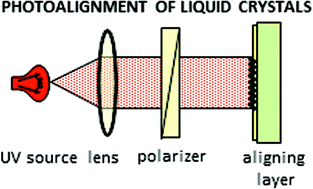 PHOTOALIGNMENT OF LIQUID CRYSTALS
UV source lens polarizer aligning
layer